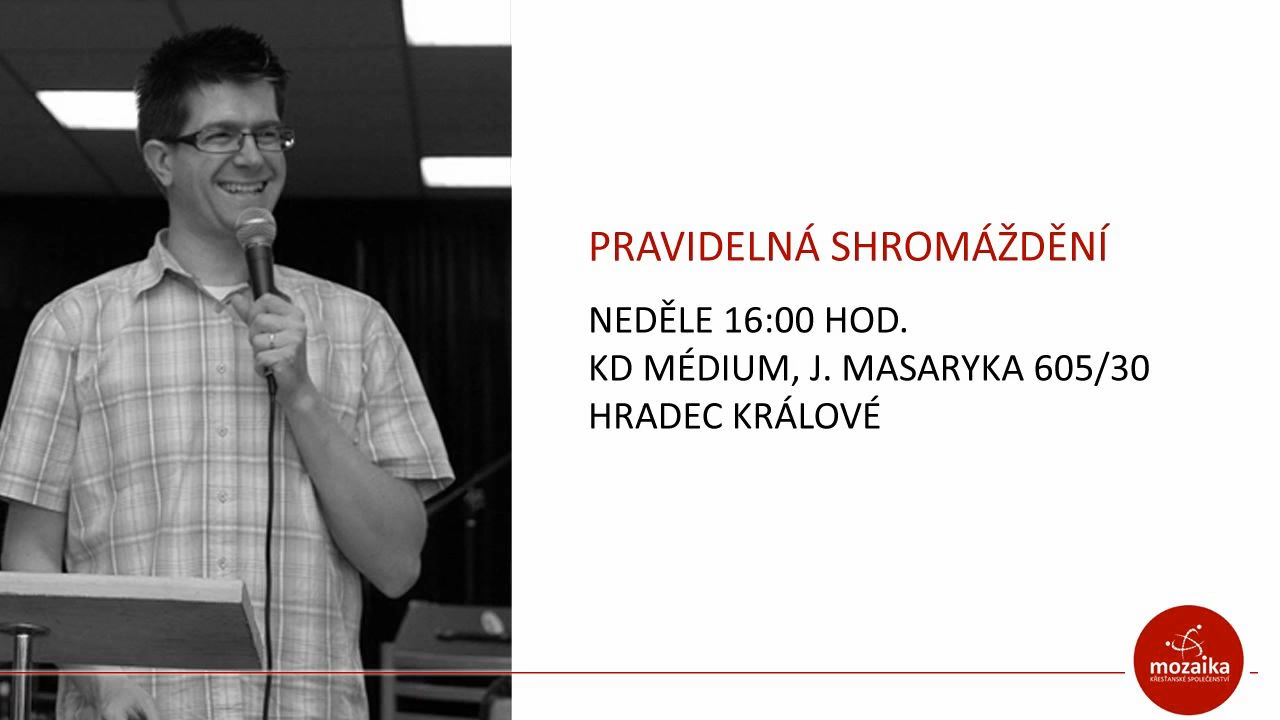 PRAVIDELNÁ SHROMÁŽDĚNÍ
NEDĚLE 16:00 HOD.
KD MÉDIUM, J. MASARYKA 605/30
HRADEC KRÁLOVÉ
mozaika
KŘESŤANSKÉ SPOLEČENSTVÍ